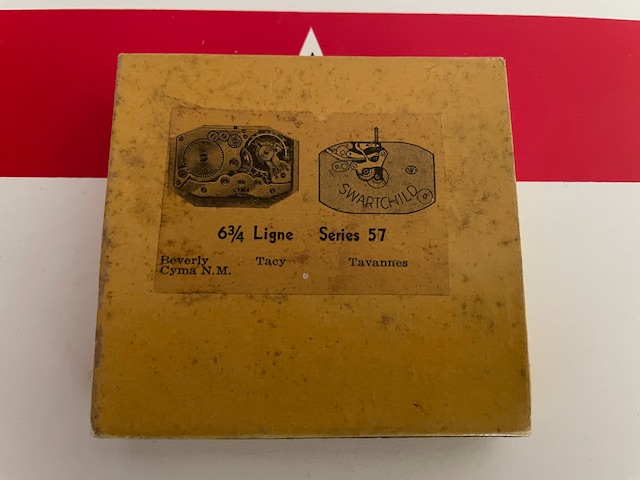 SWARTCHILD
6¾ Ligne Series 57
Beverly Tacy Tavannes
Cyma N.M.